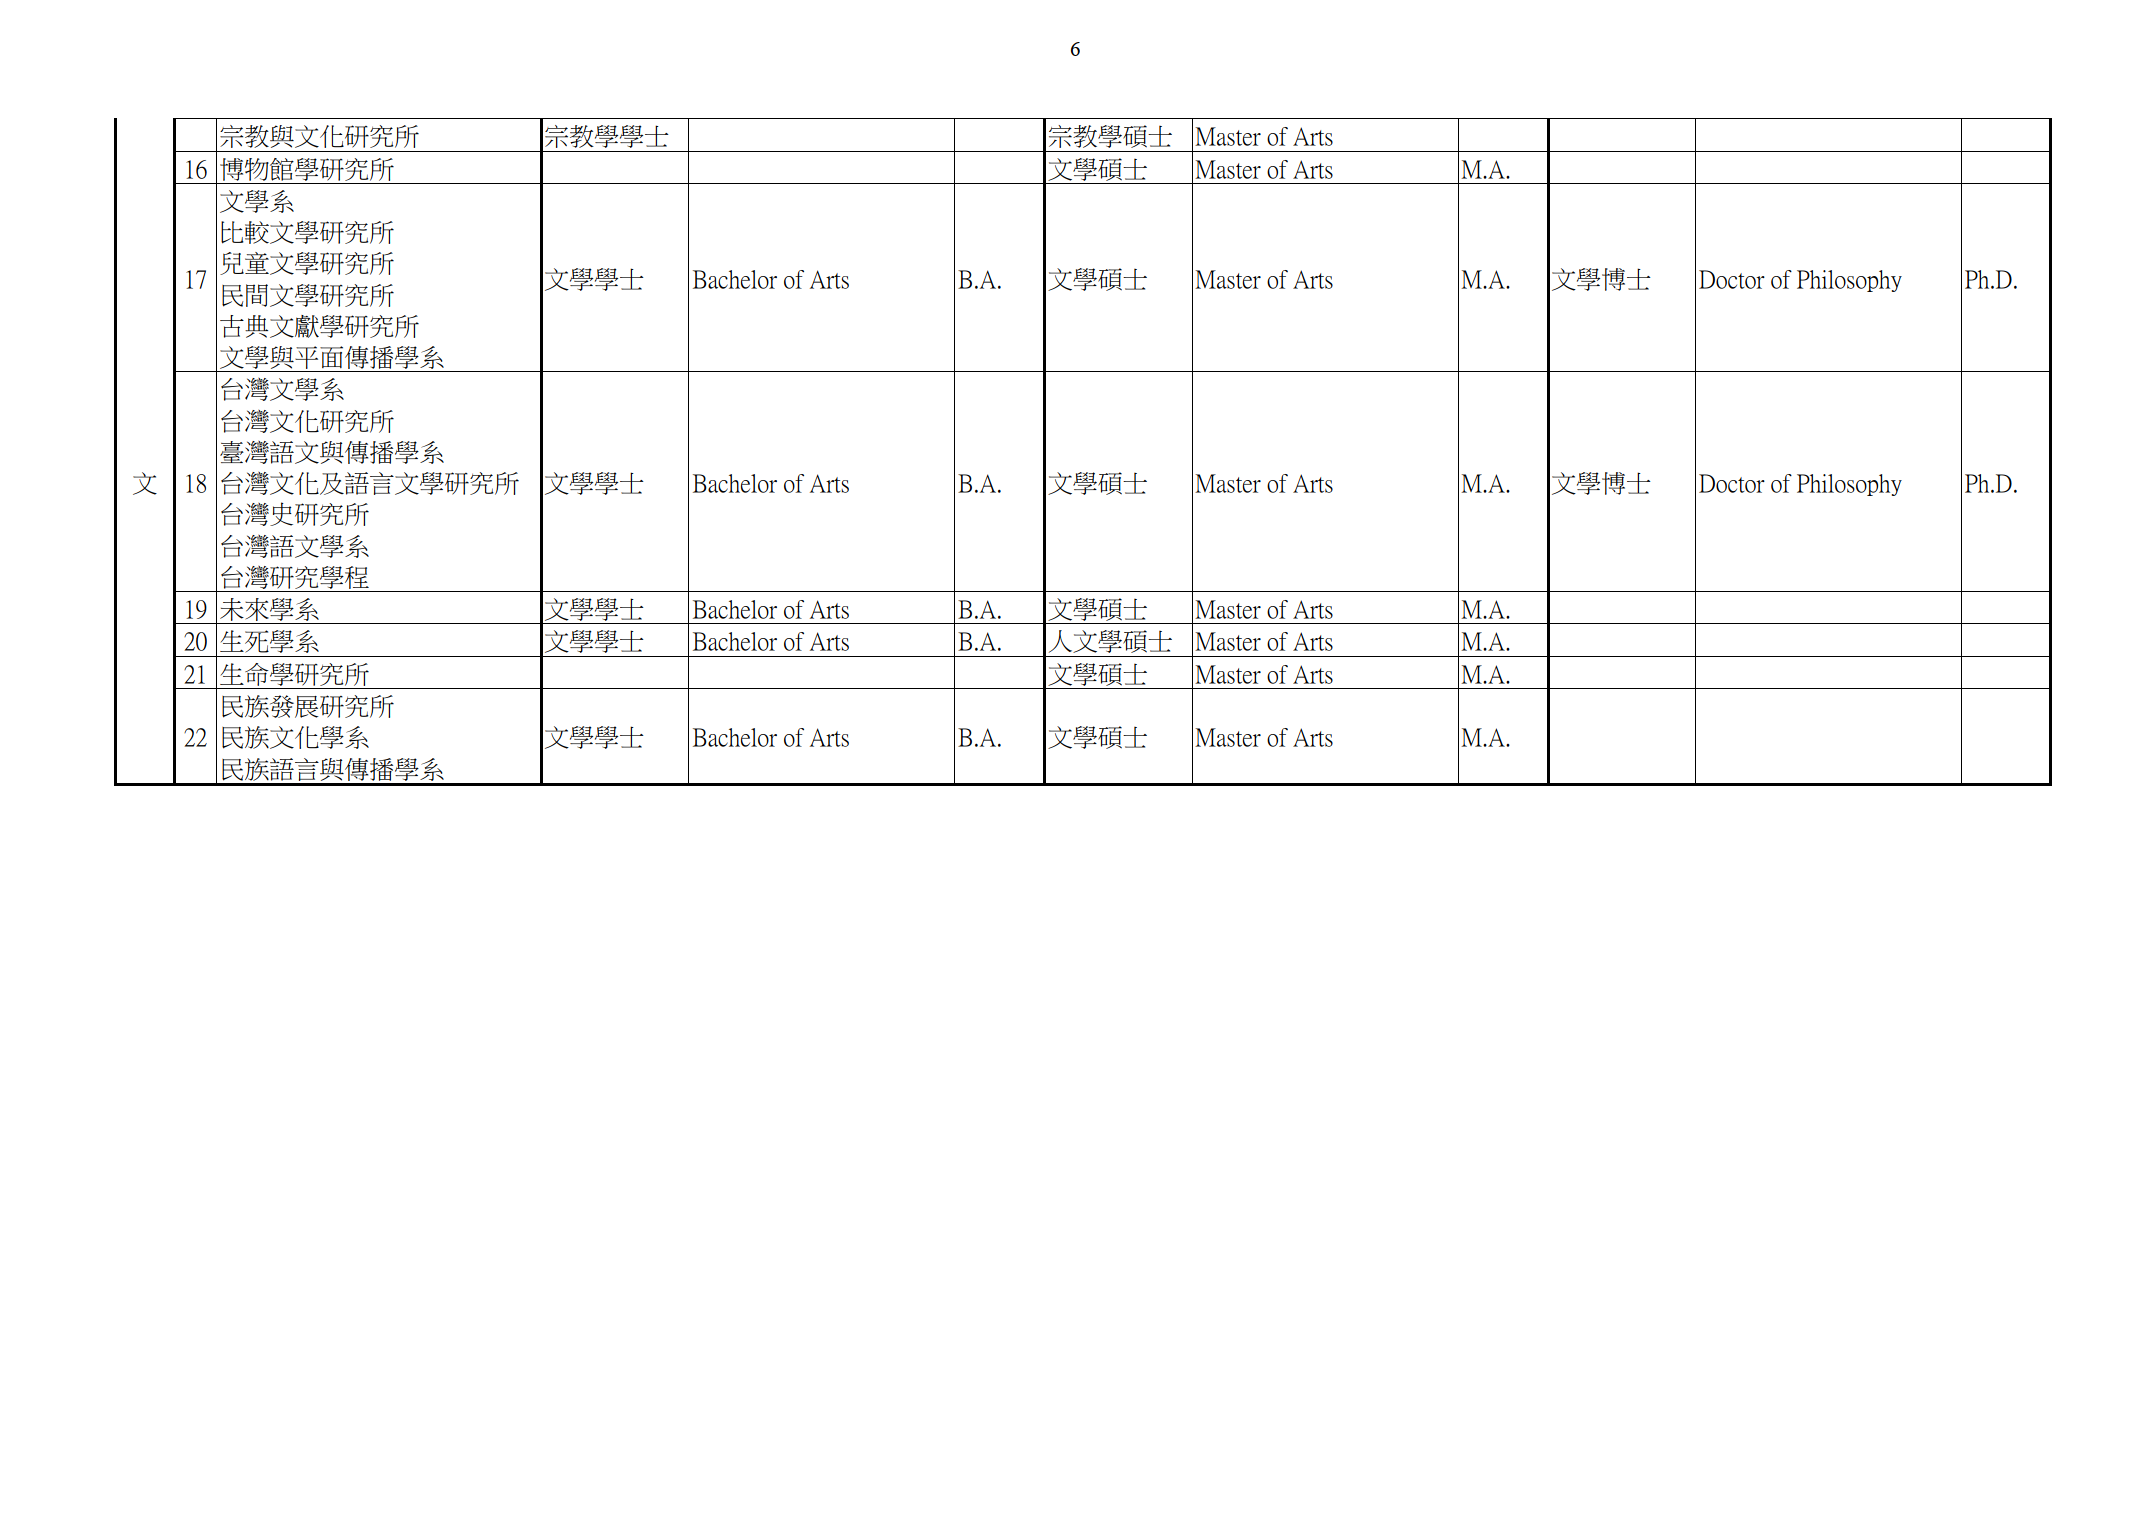 6
宗教與文化研究所 宗教學學士 宗教學碩士 Master of Arts
16 博物館學研究所 文學碩士 Master of Arts M.A.
文學系
比較文學研究所
兒童文學研究所
17 民間文學研究所 文學學士 Bachelor of Arts B.A. 文學碩士 Master of Arts M.A. 文學博士 Doctor of Philosophy Ph.D.
古典文獻學研究所
文學與平面傳播學系
台灣文學系
台灣文化研究所
臺灣語文與傳播學系
文 18 台灣文化及語言文學研究所 文學學士 Bachelor of Arts B.A. 文學碩士 Master of Arts M.A. 文學博士 Doctor of Philosophy Ph.D.
台灣史研究所
台灣語文學系
台灣研究學程
19 未來學系 文學學士 Bachelor of Arts B.A. 文學碩士 Master of Arts M.A.
20 生死學系 文學學士 Bachelor of Arts B.A. 人文學碩士 Master of Arts M.A.
21 生命學研究所 文學碩士 Master of Arts M.A.
民族發展研究所
22 民族文化學系 文學學士 Bachelor of Arts B.A. 文學碩士 Master of Arts M.A.
民族語言與傳播學系